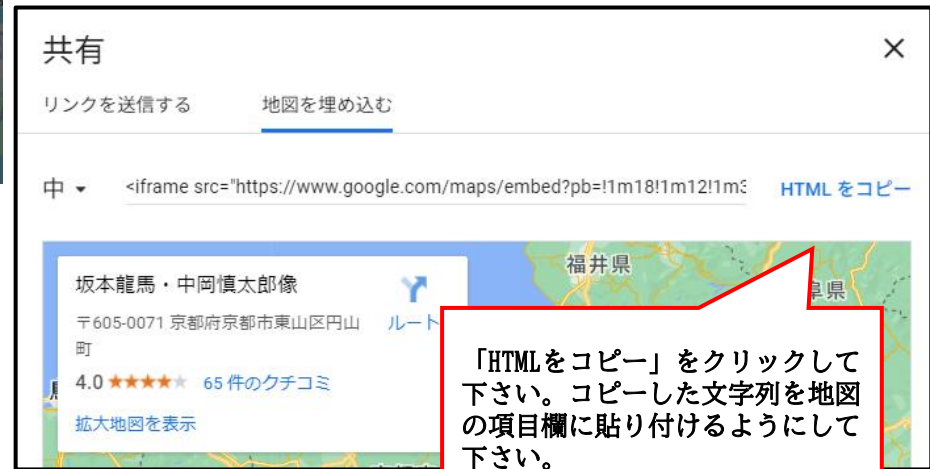 共有
リンクを送信する 地図を埋め込む
中 <iframe src="https://www.google.com/maps/embed?pb=!1m18!1m12!1m3 HTML をコピー
坂本龍馬・中岡慎太郎像
〒605-0071 京都府京都市東山区円山
町
ルート
4.0 ★★★★★ 65 件のクチコミ
拡大地図を表示
福井県
阜県
「HTMLをコピー」をクリックして
下さい。コピーした文字列を地図
の項目欄に貼り付けるようにして
下さい。